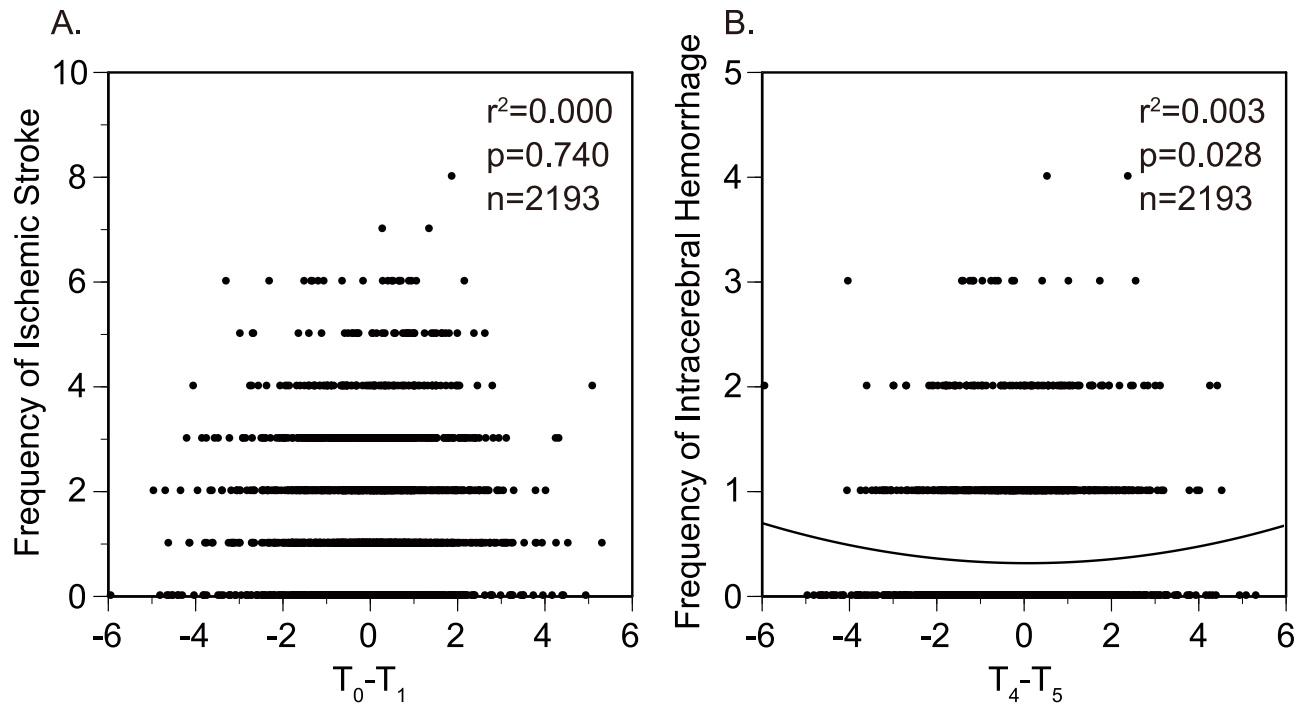 A.
Frequency of Ischemic Stroke
10
8
6
4
2
0
r²=0.000
p=0.740
n=2193
-6 -4 -2 0 2 4 6
T₀-T₁
B.
Frequency of Intracerebral Hemorrhage
5
4
3
2
1
0
r²=0.003
p=0.028
n=2193
-6 -4 -2 0 2 4 6
T₄-T₅